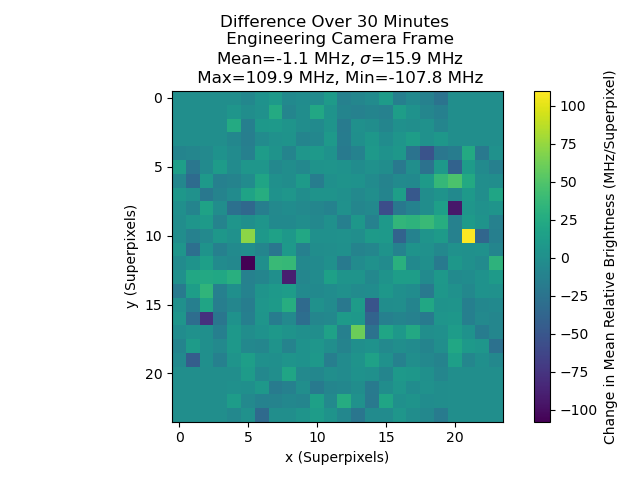 Difference Over 30 Minutes
Engineering Camera Frame
Mean=-1.1 MHz, σ=15.9 MHz
Max=109.9 MHz, Min=-107.8 MHz
0
5
10
15
20
y (Superpixels)
0
5
10
15
20
x (Superpixels)
100
75
50
25
0
−25
−50
−75
−100
Change in Mean Relative Brightness (MHz/Superpixel)